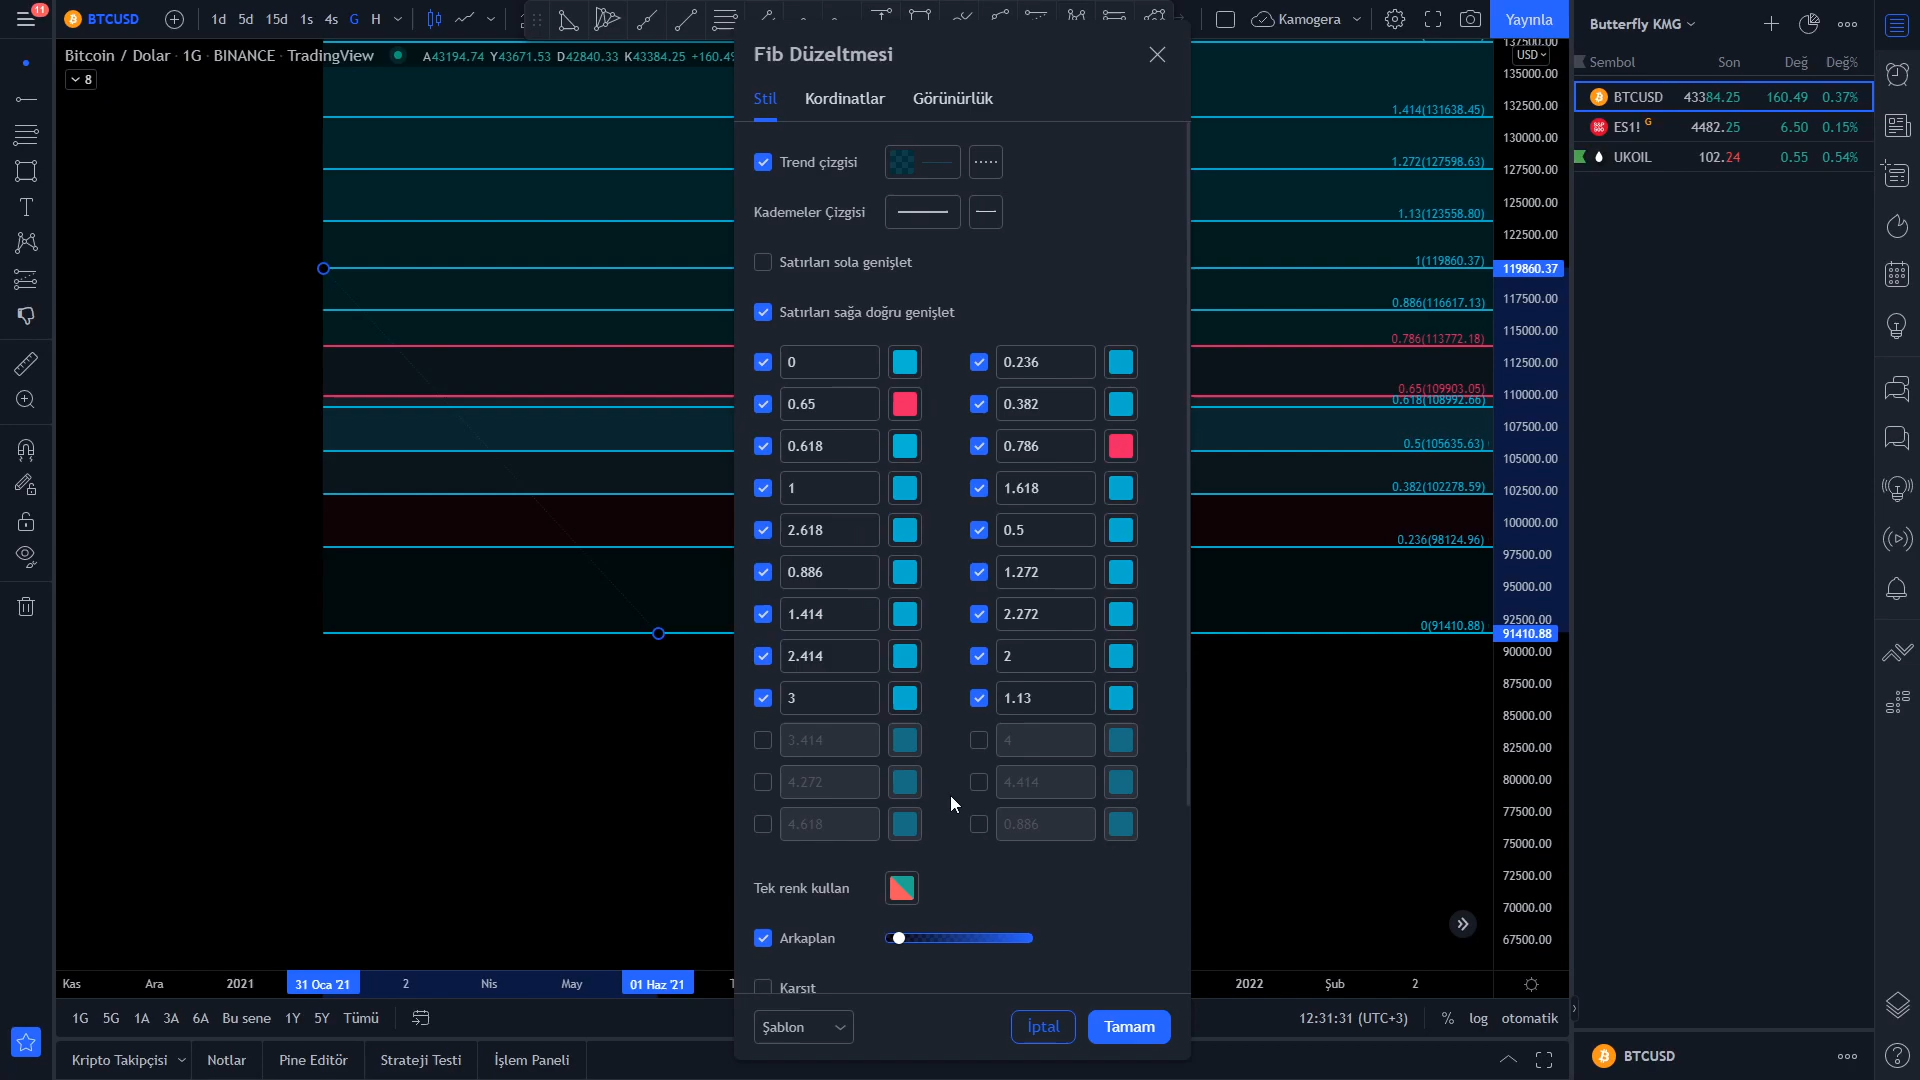 11
BTCUSD
1d 5d 15d 1s 4s G H
Kamogera
Yayınla
Butterfly KMG
Bitcoin / Dolar · 1G · BINANCE · TradingView
A43194.74 Y43671.53 D42840.33 K43384.25 +160.49
8
Fib Düzeltmesi
Stil Kordinatlar Görünürlük
Trend çizgisi
Kademeler Çizgisi
Satırları sola genişlet
Satırları sağa doğru genişlet
0 0.236
0.65 0.382
0.618 0.786
1 1.618
2.618 0.5
0.886 1.272
1.414 2.272
2.414 2
3 1.13
3.414 4
4.272 4.414
4.618 0.886
Tek renk kullan
Arkaplan
Karşıt
Şablon
İptal
Tamam
1.414(131638.45)
1.272(127598.63)
1.13(123558.80)
1(119860.37)
0.886(116617.13)
0.786(113772.18)
0.65(109903.05)
0.618(108992.66)
0.5(105635.63)
0.382(102278.59)
0.236(98124.96)
0(91410.88)
137500.00
USD
135000.00
132500.00
130000.00
127500.00
125000.00
122500.00
119860.37
117500.00
115000.00
112500.00
110000.00
107500.00
105000.00
102500.00
100000.00
97500.00
95000.00
92500.00
91410.88
90000.00
87500.00
85000.00
82500.00
80000.00
77500.00
75000.00
72500.00
70000.00
67500.00
Sembol Son Değ Değ%
BTCUSD 43384.25 160.49 0.37%
ES1! G 4482.25 6.50 0.15%
UKOIL 102.24 0.55 0.54%
Kas Ara 2021 31 Oca '21 2 Nis May 01 Haz '21 2022 Şub 2
1G 5G 1A 3A 6A Bu sene 1Y 5Y Tümü
12:31:31 (UTC+3) % log otomatik
Kripto Takipçisi Notlar Pine Editör Strateji Testi İşlem Paneli
BTCUSD